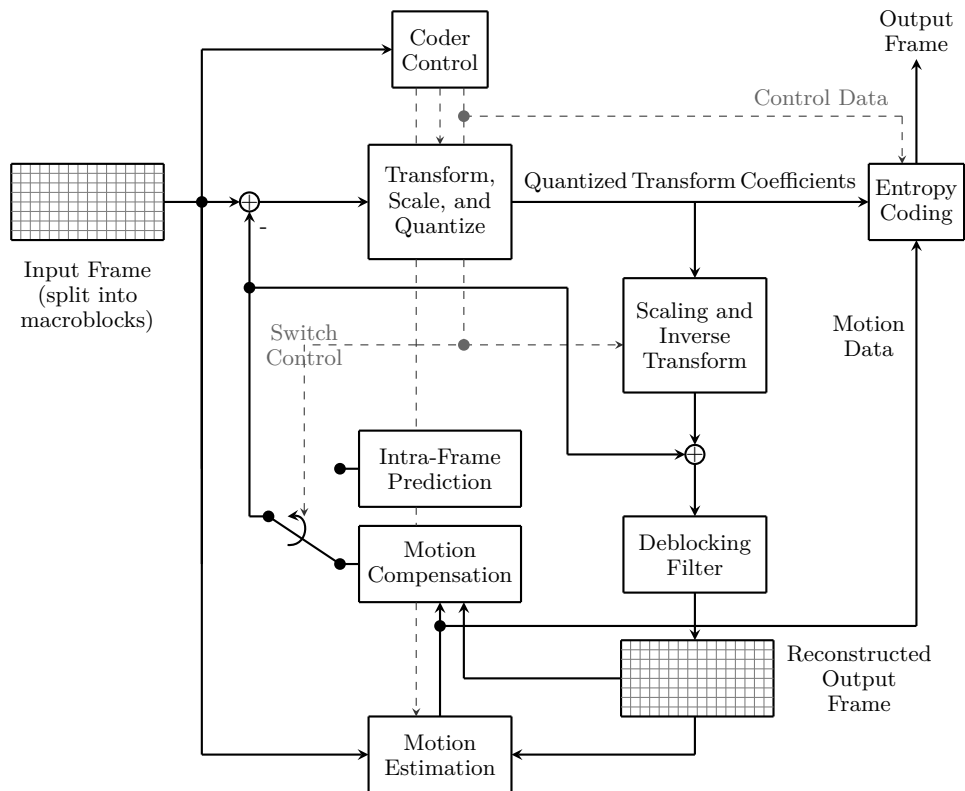 Output
Frame
Coder
Control
Control Data
Transform,
Scale, and
Quantize
Quantized Transform Coefficients
Entropy
Coding
-
Input Frame
(split into
macroblocks)
Switch
Control
Scaling and
Inverse
Transform
Motion
Data
Intra-Frame
Prediction
Motion
Compensation
Deblocking
Filter
Reconstructed
Output
Frame
Motion
Estimation